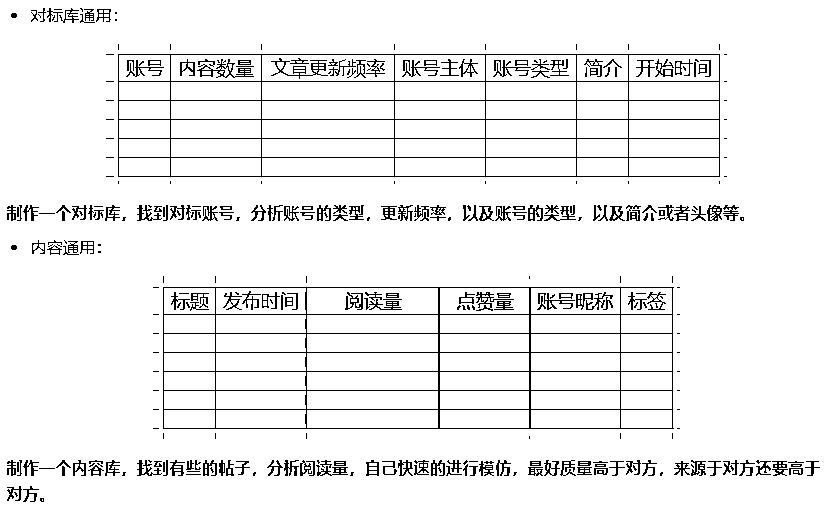 对标库通用：
账号 内容数量 文章更新频率 账号主体 账号类型 简介 开始时间
制作一个对标库，找到对标账号，分析账号的类型，更新频率，以及账号的类型，以及简介或者头像等。
内容通用：
标题 发布时间 阅读量 点赞量 账号昵称 标签
制作一个内容库，找到有些的帖子，分析阅读量，自己快速的进行模仿，最好质量高于对方，来源于对方还要高于
对方。